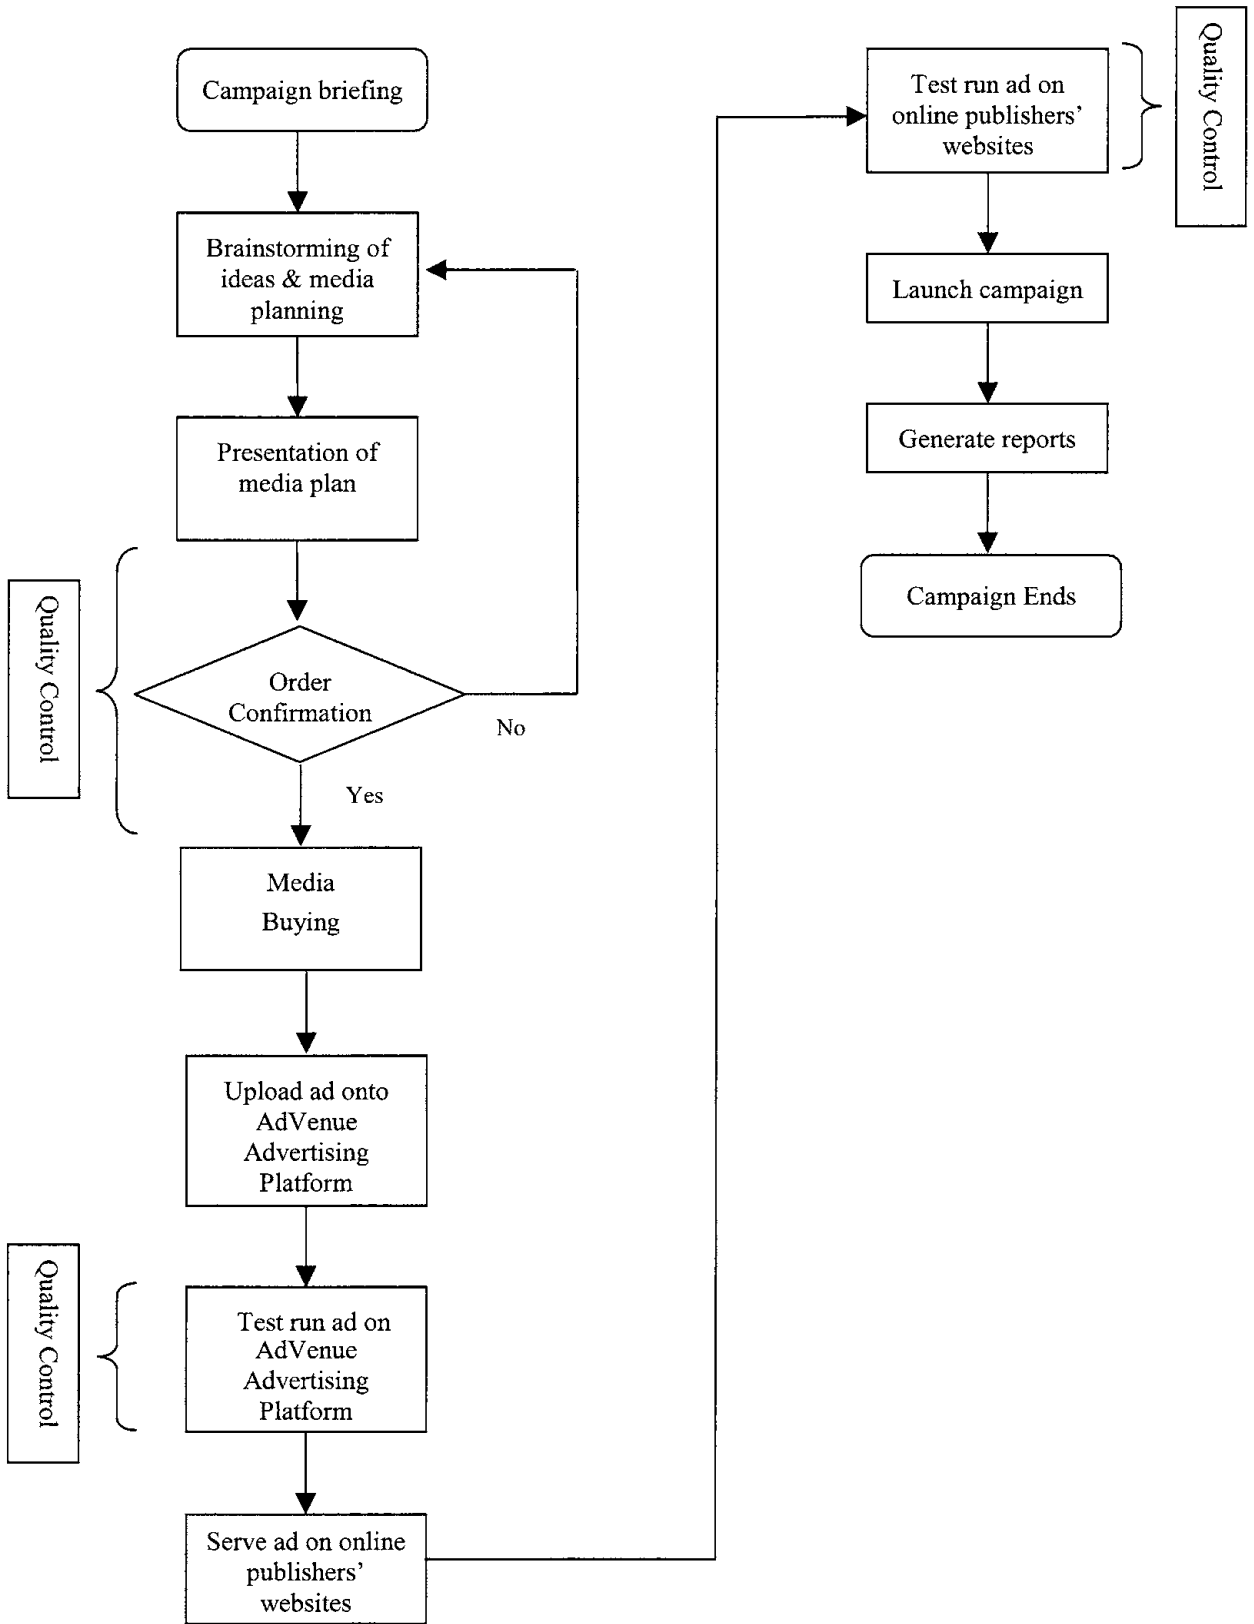 Campaign briefing
Brainstorming of
ideas & media
planning
Presentation of
media plan
Quality Control
Order
Confirmation
No
Yes
Media
Buying
Upload ad onto
AdVenue
Advertising
Platform
Quality Control
Test run ad on
AdVenue
Advertising
Platform
Serve ad on online
publishers'
websites
Test run ad on
online publishers'
websites
Quality Control
Launch campaign
Generate reports
Campaign Ends